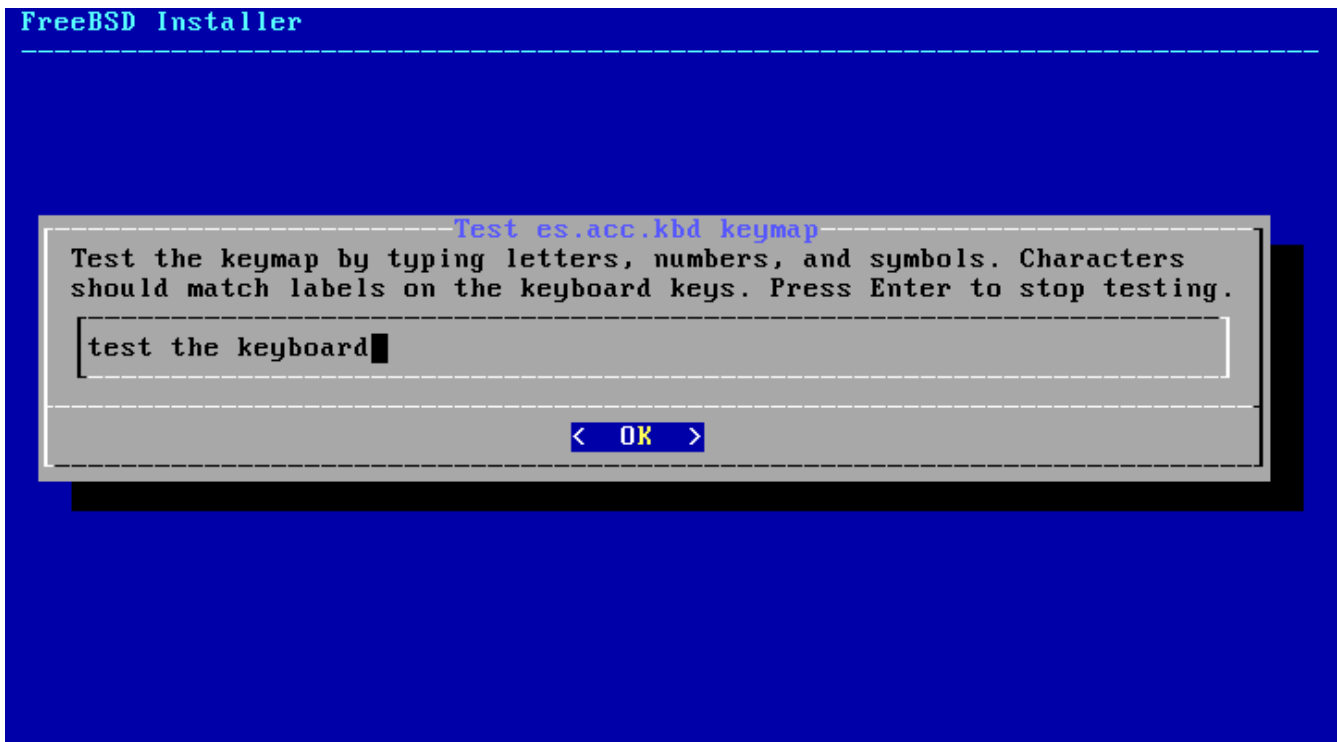 FreeBSD Installer
Test es.acc.kbd keymap
Test the keymap by typing letters, numbers, and symbols. Characters
should match labels on the keyboard keys. Press Enter to stop testing.
test the keyboard
< OK >